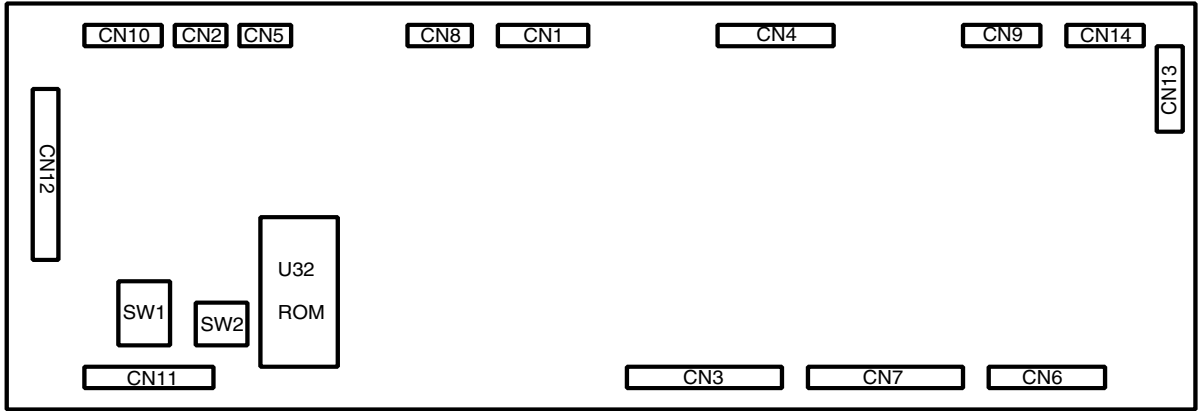 CN10
CN2
CN5
CN8
CN1
CN4
CN9
CN14
CN13
CN12
U32
ROM
SW1
SW2
CN11
CN3
CN7
CN6